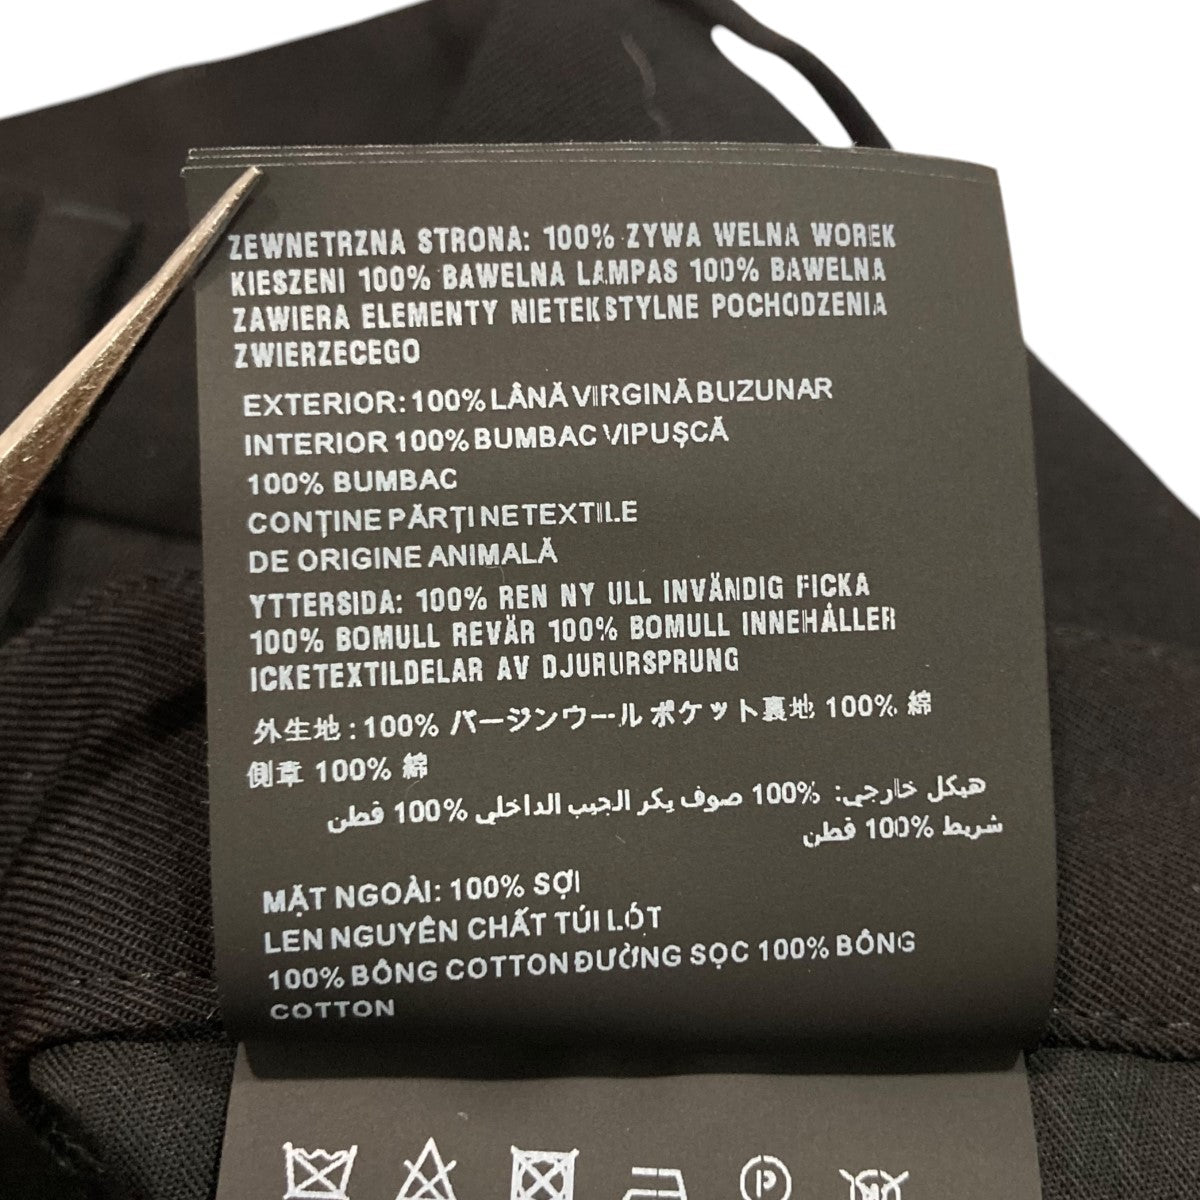 ZEWNETRZNA STRONA: 100% ZYWA WELNA WOREK
KIESZENI 100% BAWELNA LAMPAS 100% BAWELNA
ZAWIERA ELEMENTY NIETEKSTYLNE POCHODZENIA
ZWIERZECEGO
EXTERIOR: 100% LÂNĂ VIRGINĂ BUZUNAR
INTERIOR 100% BUMBAC VIPUȘCĂ
100% BUMBAC
CONȚINE PĂRȚI NETEXTILE
DE ORIGINE ANIMALĂ
YTTERSIDA: 100% REN NY ULL INVÄNDIG FICKA
100% BOMULL REVÄR 100% BOMULL INNEHÅLLER
ICKETEXTILDELAR AV DJURURSPRUNG
外生地 : 100% バージンウール ポケット裏地 100% 綿
側章 100% 綿
هيكل خارجي: 100% صوف بكر الجيب الداخلي 100% قطن
شريط 100% قطن
MẶT NGOÀI: 100% SỢI
LEN NGUYÊN CHẤT TÚI LÓT
100% BÔNG COTTON ĐƯỜNG SỌC 100% BÔNG
COTTON
P